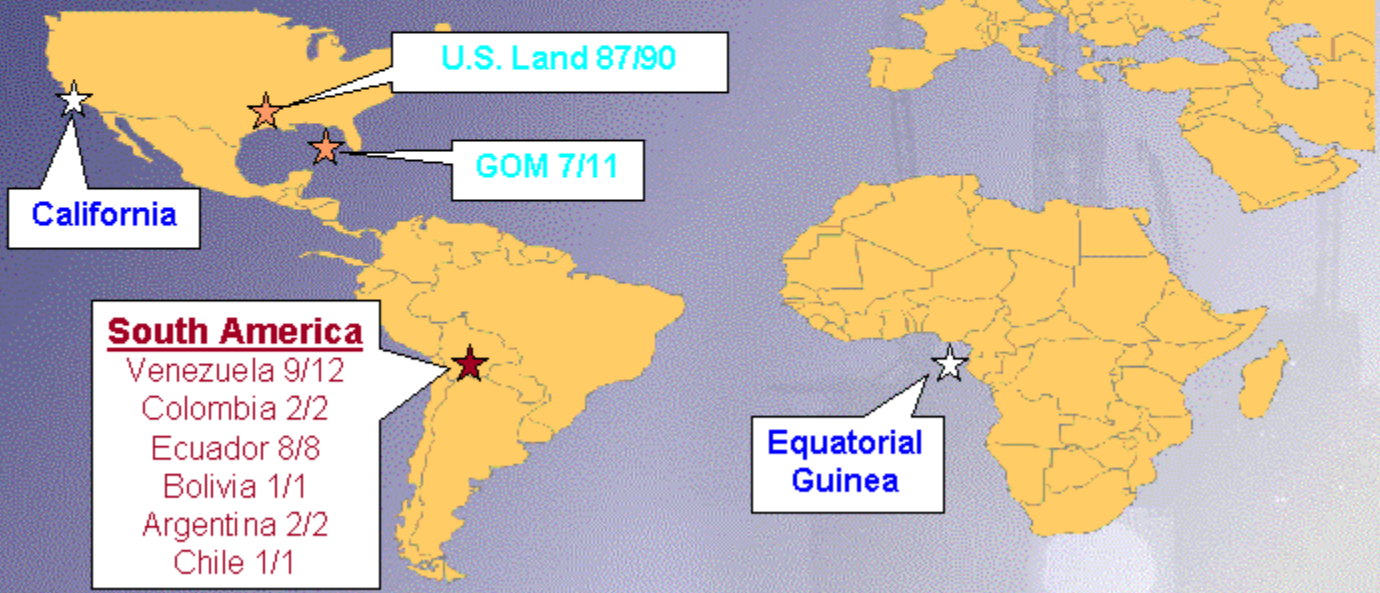 U.S. Land 87/90
GOM 7/11
California
South America
Venezuela 9/12
Colombia 2/2
Ecuador 8/8
Bolivia 1/1
Argentina 2/2
Chile 1/1
Equatorial
Guinea